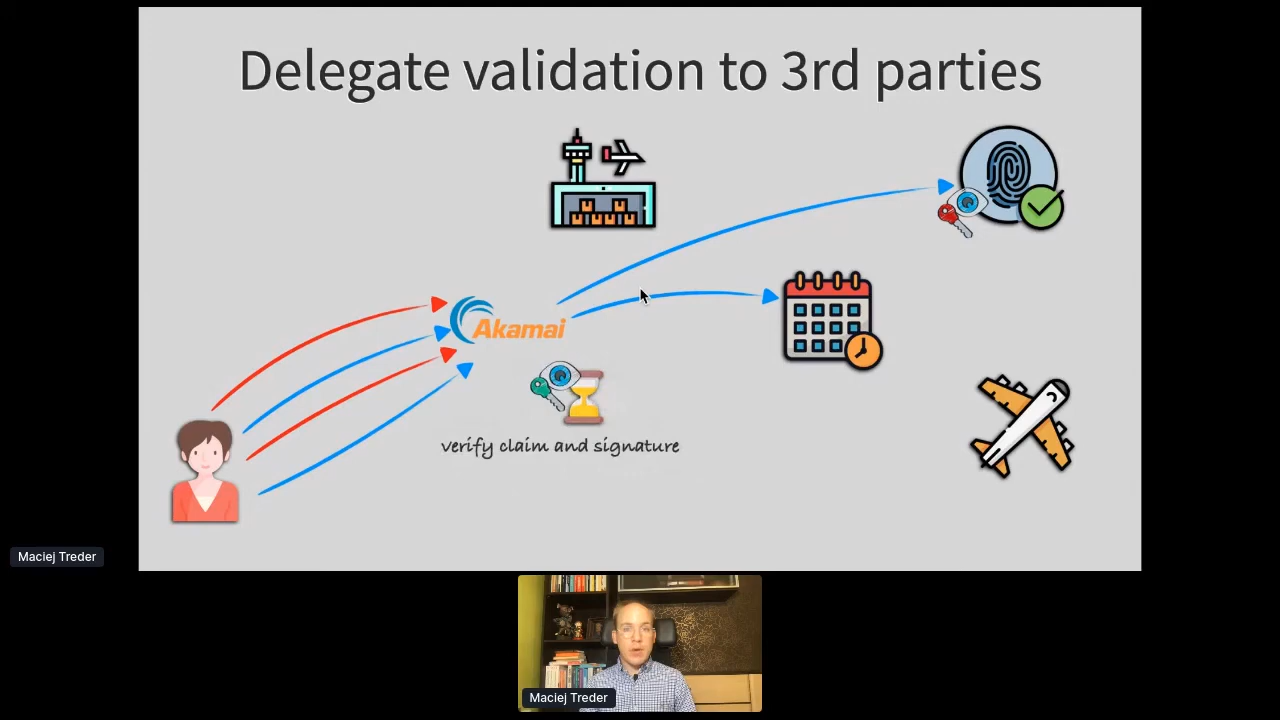 Delegate validation to 3rd parties
Akamai
verify claim and signature
Maciej Treder
Maciej Treder